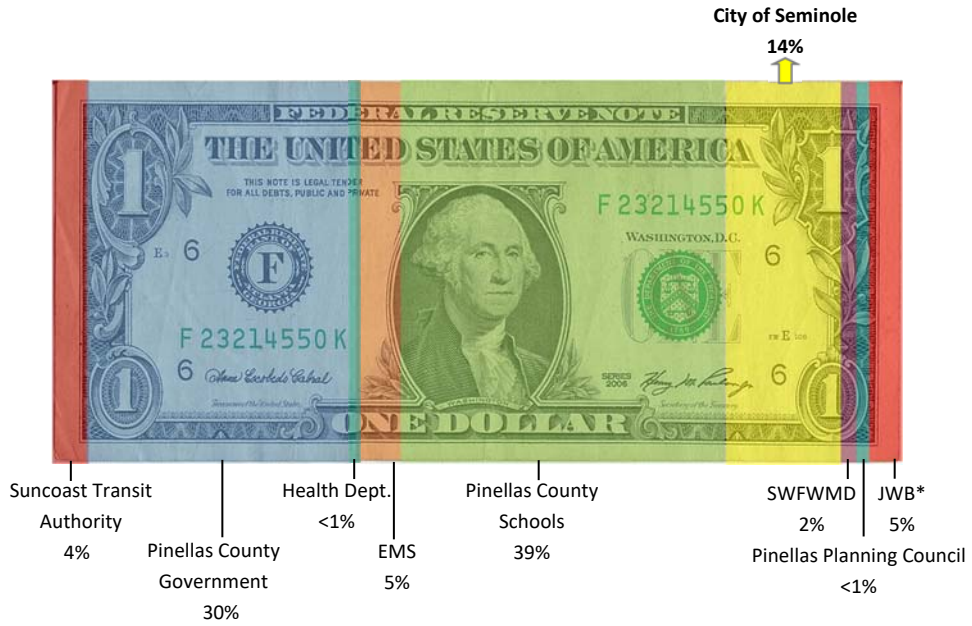 City of Seminole
14%
FEDERAL RESERVE NOTE
THE UNITED STATES OF AMERICA
THIS NOTE IS LEGAL TENDER
FOR ALL DEBTS, PUBLIC AND PRIVATE
F 23214550 K
WASHINGTON, D.C.
1
1
6
6
F
F 23214550 K
6
6
SERIES
2006
WASHINGTON
1
1
ONE DOLLAR
Suncoast Transit
Authority
4%
Pinellas County
Government
30%
Health Dept.
<1%
EMS
5%
Pinellas County
Schools
39%
SWFWMD
2%
JWB*
5%
Pinellas Planning Council
<1%